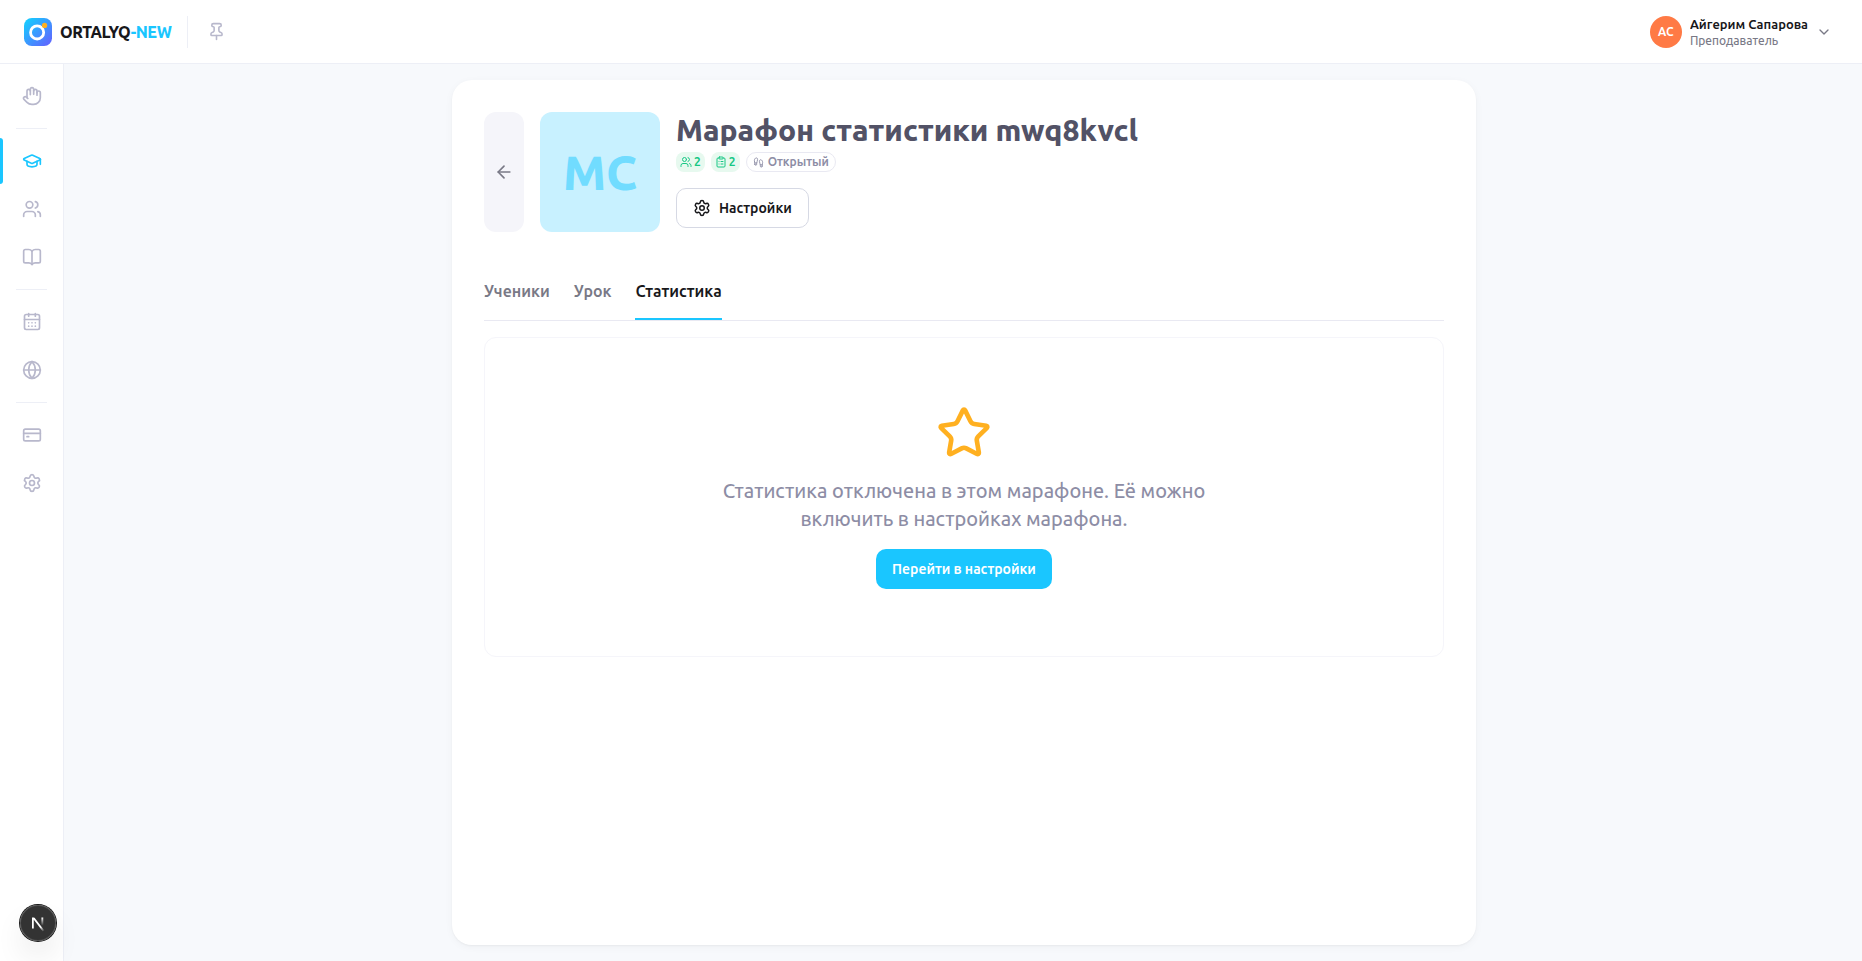 ORTALYQ-NEW
АС
Айгерим Сапарова
Преподаватель
МС
Марафон статистики mwq8kvcl
2
2
Открытый
Настройки
Ученики
Урок
Статистика
Статистика отключена в этом марафоне. Её можно
включить в настройках марафона.
Перейти в настройки
N